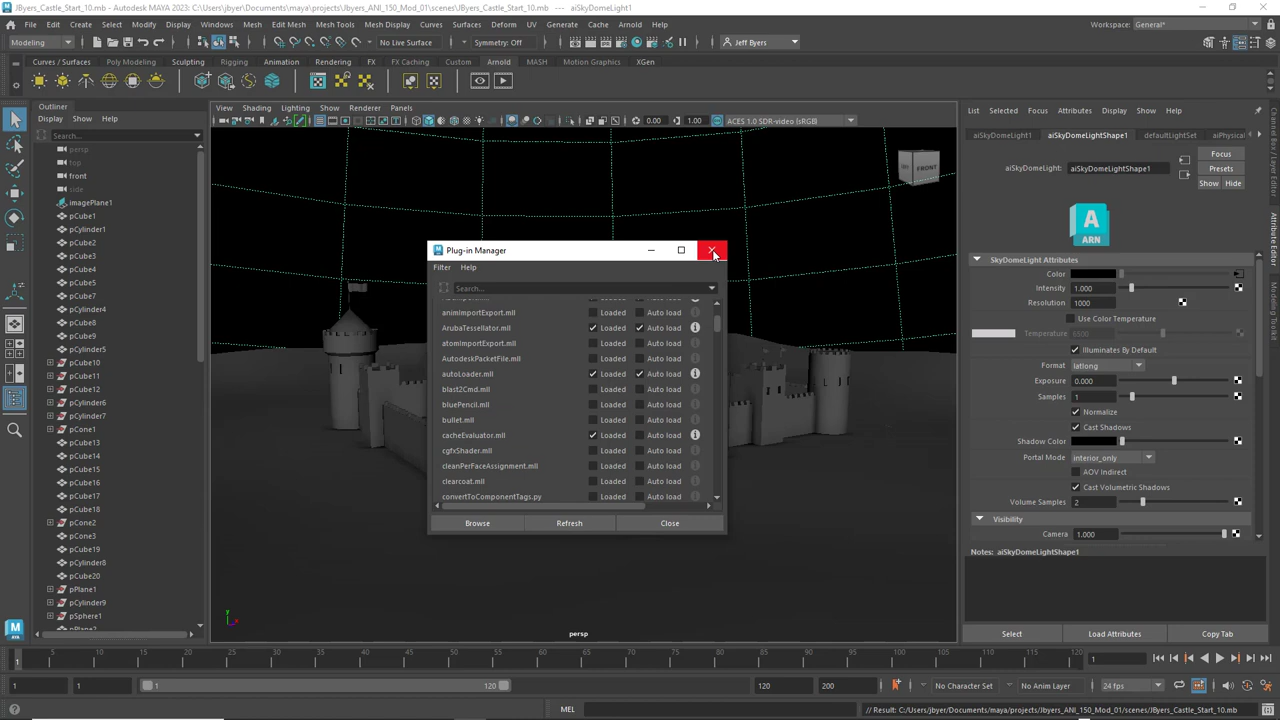 JByers_Castle_Start_10.mb - Autodesk MAYA 2023: C:\Users\jbyer\Documents\maya\projects\JByers_ANI_150_Mod_01\scenes\JByers_Castle_Start_10.mb --- aiSkyDomeLight1
File Edit Create Select Modify Display Windows Mesh Edit Mesh Mesh Tools Mesh Display Curves Surfaces Deform UV Generate Cache Arnold Help
Workspace: General*
Modeling
No Live Surface
Symmetry: Off
Jeff Byers
Curves / Surfaces Poly Modeling Sculpting Rigging Animation Rendering FX FX Caching Custom Arnold MASH Motion Graphics XGen
Outliner
Display Show Help
Search...
persp
top
front
side
imagePlane1
pCube1
pCylinder1
pCube2
pCube3
pCube4
pCube5
pCube7
pCylinder4
pCube8
pCube9
pCylinder5
pCube10
pCube11
pCube12
pCylinder6
pCylinder7
pCone1
pCube13
pCube14
pCube15
pCube16
pCube17
pCube18
pCone2
pCone3
pCube19
pCylinder8
pCube20
pPlane1
pCylinder9
pSphere1
pPlane2
View Shading Lighting Show Renderer Panels
0.00
1.00
ACES 1.0 SDR-video (sRGB)
FRONT
Plug-in Manager
Filter Help
Search...
animImportExport.mll Loaded Auto load
ArubaTessellator.mll Loaded Auto load
atomImportExport.mll Loaded Auto load
AutodeskPacketFile.mll Loaded Auto load
autoLoader.mll Loaded Auto load
blast2Cmd.mll Loaded Auto load
bluePencil.mll Loaded Auto load
bullet.mll Loaded Auto load
cacheEvaluator.mll Loaded Auto load
cgfxShader.mll Loaded Auto load
cleanPerFaceAssignment.mll Loaded Auto load
clearcoat.mll Loaded Auto load
convertToComponentTags.py Loaded Auto load
Browse Refresh Close
persp
List Selected Focus Attributes Display Show Help
aiSkyDomeLight1 aiSkyDomeLightShape1 defaultLightSet aiPhysical
aiSkyDomeLight: aiSkyDomeLightShape1
Focus
Presets
Show Hide
ARN
SkyDomeLight Attributes
Color
Intensity 1.000
Resolution 1000
Use Color Temperature
Temperature 6500
Illuminates By Default
Format latlong
Exposure 0.000
Samples 1
Normalize
Cast Shadows
Shadow Color
Portal Mode interior_only
AOV Indirect
Cast Volumetric Shadows
Volume Samples 2
Visibility
Camera 1.000
Notes: aiSkyDomeLightShape1
Select Load Attributes Copy Tab
Channel Box / Layer Editor
Attribute Editor
5 10 15 20 25 30 35 40 45 50 55 60 65 70 75 80 85 90 95 100 105 110 115 120
1
1
1 1 1 120 120 200 No Character Set No Anim Layer 24 fps
MEL
// Result: C:/Users/jbyer/Documents/maya/projects/JByers_ANI_150_Mod_01/scenes/JByers_Castle_Start_10.mb